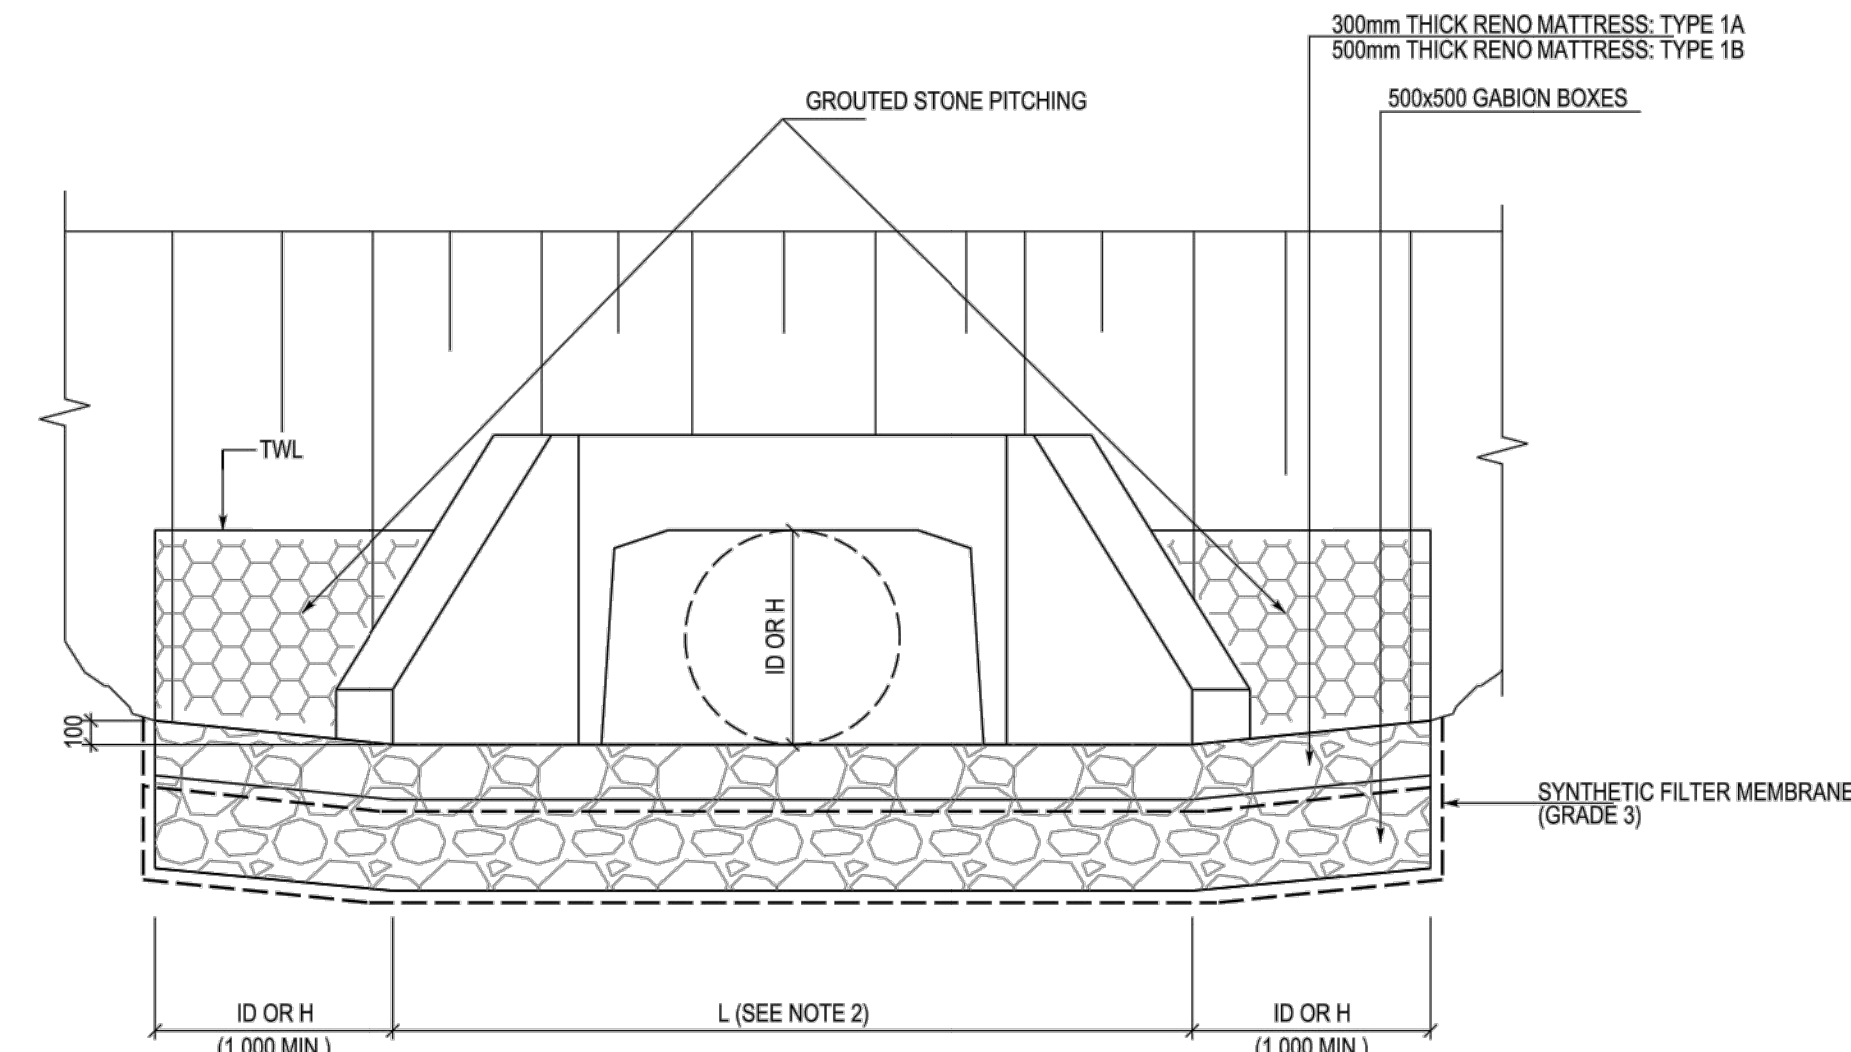 300mm THICK RENO MATTRESS: TYPE 1A
500mm THICK RENO MATTRESS: TYPE 1B
GROUTED STONE PITCHING
500x500 GABION BOXES
TWL
ID OR H
100
SYNTHETIC FILTER MEMBRANE
(GRADE 3)
ID OR H
(1 000 MIN.)
L (SEE NOTE 2)
ID OR H
(1 000 MIN.)